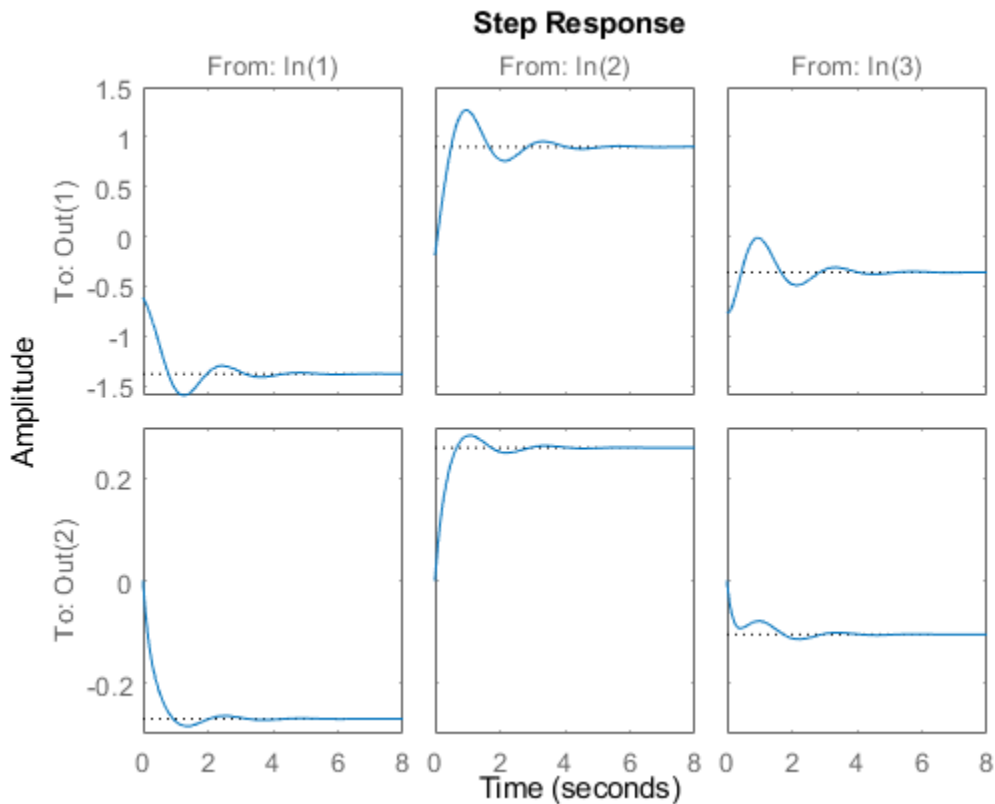 Step Response
From: In(1) From: In(2) From: In(3)
To: Out(1)
1.5
1
0.5
0
-0.5
-1
-1.5
Amplitude
To: Out(2)
0.2
0
-0.2
0 2 4 6 8 0 2 4 6 8 0 2 4 6 8
Time (seconds)